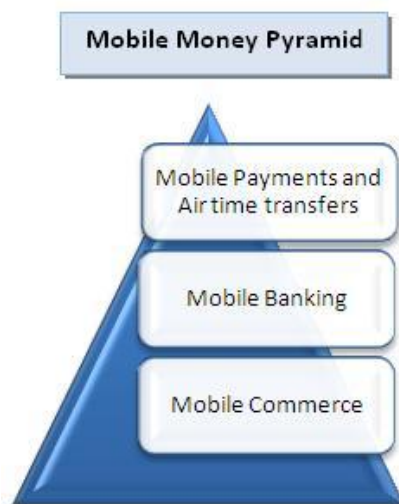 Mobile Money Pyramid
Mobile Payments and
Air time transfers
Mobile Banking
Mobile Commerce